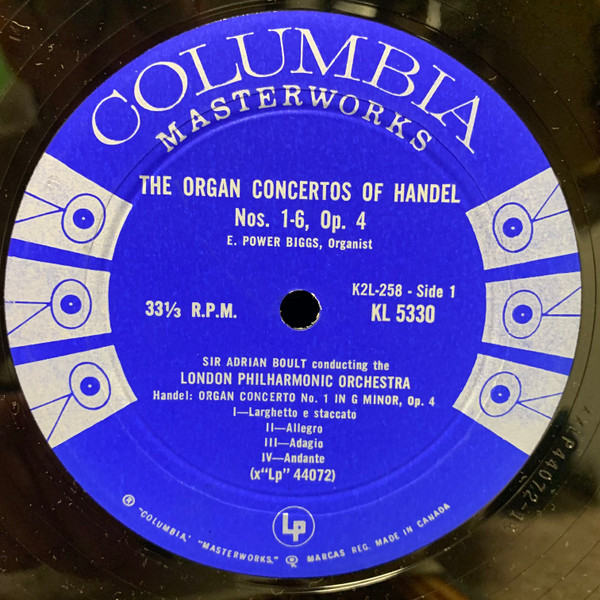 COLUMBIA
MASTERWORKS
THE ORGAN CONCERTOS OF HANDEL
Nos. 1-6, Op. 4
E. POWER BIGGS, Organist
K2L-258 - Side 1
33⅓ R.P.M.
KL 5330
SIR ADRIAN BOULT conducting the
LONDON PHILHARMONIC ORCHESTRA
Handel: ORGAN CONCERTO No. 1 IN G MINOR, Op. 4
I—Larghetto e staccato
II—Allegro
III—Adagio
IV—Andante
(x“Lp” 44072)
Lp
® “COLUMBIA,” “MASTERWORKS,” ® MARCAS REG. MADE IN CANADA